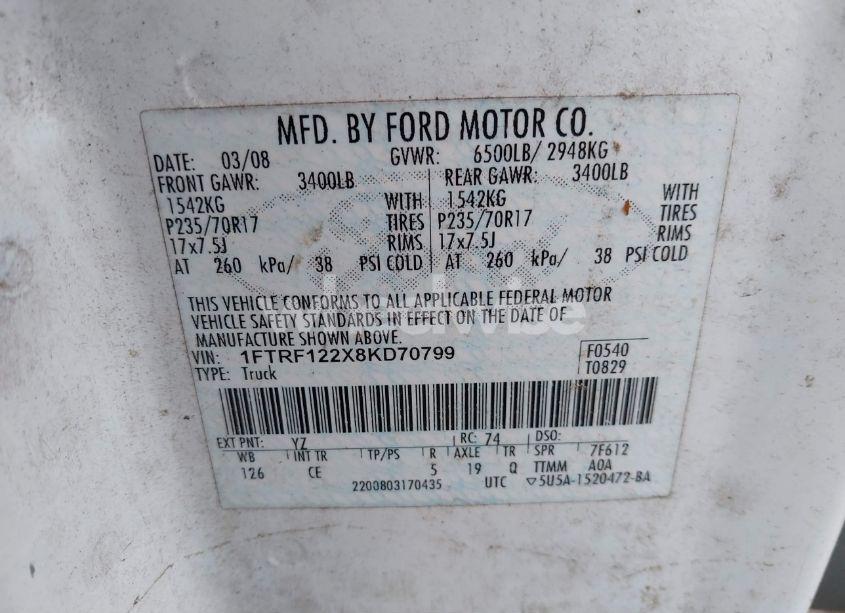 MFD. BY FORD MOTOR CO.
DATE: 03/08 GVWR: 6500LB/ 2948KG
FRONT GAWR: 3400LB REAR GAWR: 3400LB
1542KG WITH 1542KG WITH
P235/70R17 TIRES P235/70R17 TIRES
17x7.5J RIMS 17x7.5J RIMS
AT 260 kPa/ 38 PSI COLD AT 260 kPa/ 38 PSI COLD
THIS VEHICLE CONFORMS TO ALL APPLICABLE FEDERAL MOTOR
VEHICLE SAFETY STANDARDS IN EFFECT ON THE DATE OF
MANUFACTURE SHOWN ABOVE.
VIN: 1FTRF122X8KD70799 F0540
TYPE: Truck T0829
EXT PNT: YZ RC: 74 DSO:
WB INT TR TP/PS R AXLE TR SPR 7F612
126 CE 5 19 Q TTMM A0A
2200803170435 UTC ▽5U5A-1520472-BA